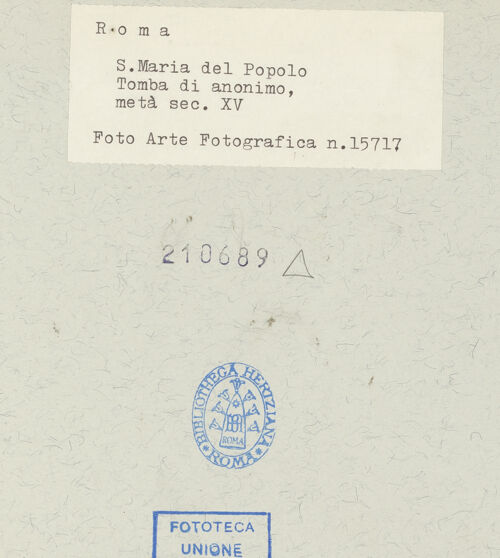 R.o m a
S.Maria del Popolo
Tomba di anonimo,
metà sec. XV
Foto Arte Fotografica n.15717
210689
BIBLIOTHECA HERTZIANA
ROMA
* ROMA *
FOTOTECA
UNIONE